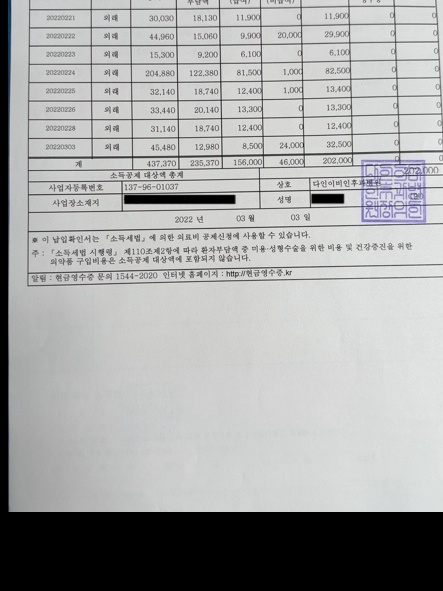 부담액 (급여) (비급여)
20220221 외래 30,030 18,130 11,900 0 11,900 0 0
20220222 외래 44,960 15,060 9,900 20,000 29,900 0 0
20220223 외래 15,300 9,200 6,100 0 6,100 0 0
20220224 외래 204,880 122,380 81,500 1,000 82,500 0 0
20220225 외래 32,140 18,740 12,400 1,000 13,400 0 0
20220226 외래 33,440 20,140 13,300 0 13,300 0 0
20220228 외래 31,140 18,740 12,400 0 12,400 0 0
20220303 외래 45,480 12,980 8,500 24,000 32,500 0 0
계 437,370 235,370 156,000 46,000 202,000 0 0
소득공제 대상액 총계 202,000
사업자등록번호 137-96-01037 상호 다인이비인후과병원
사업장소재지 성명
2022 년 03 월 03 일
※ 이 납입확인서는 「소득세법」에 의한 의료비 공제신청에 사용할 수 있습니다.
주 : 「소득세법 시행령」 제110조제2항에 따라 환자부담액 중 미용·성형수술을 위한 비용 및 건강증진을 위한
의약품 구입비용은 소득공제 대상액에 포함되지 않습니다.
알림 : 현금영수증 문의 1544-2020 인터넷 홈페이지 : http://현금영수증.kr